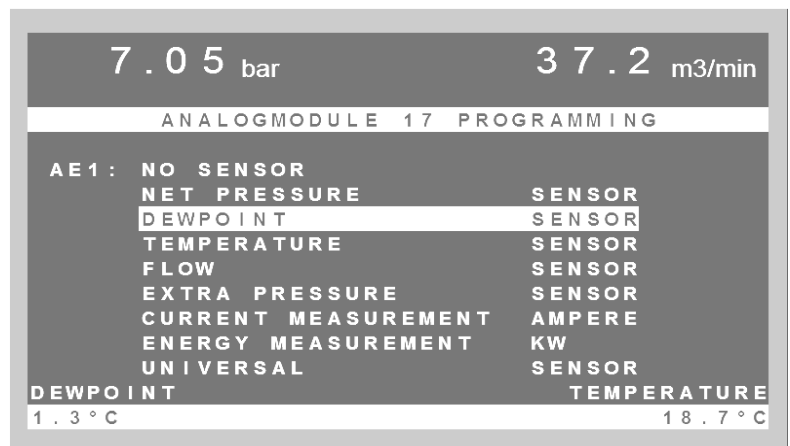 7.05 bar 37.2 m3/min
ANALOGMODULE 17 PROGRAMMING
AE1: NO SENSOR
NET PRESSURE SENSOR
DEWPOINT SENSOR
TEMPERATURE SENSOR
FLOW SENSOR
EXTRA PRESSURE SENSOR
CURRENT MEASUREMENT AMPERE
ENERGY MEASUREMENT KW
UNIVERSAL SENSOR
DEWPOINT TEMPERATURE
1.3°C 18.7°C